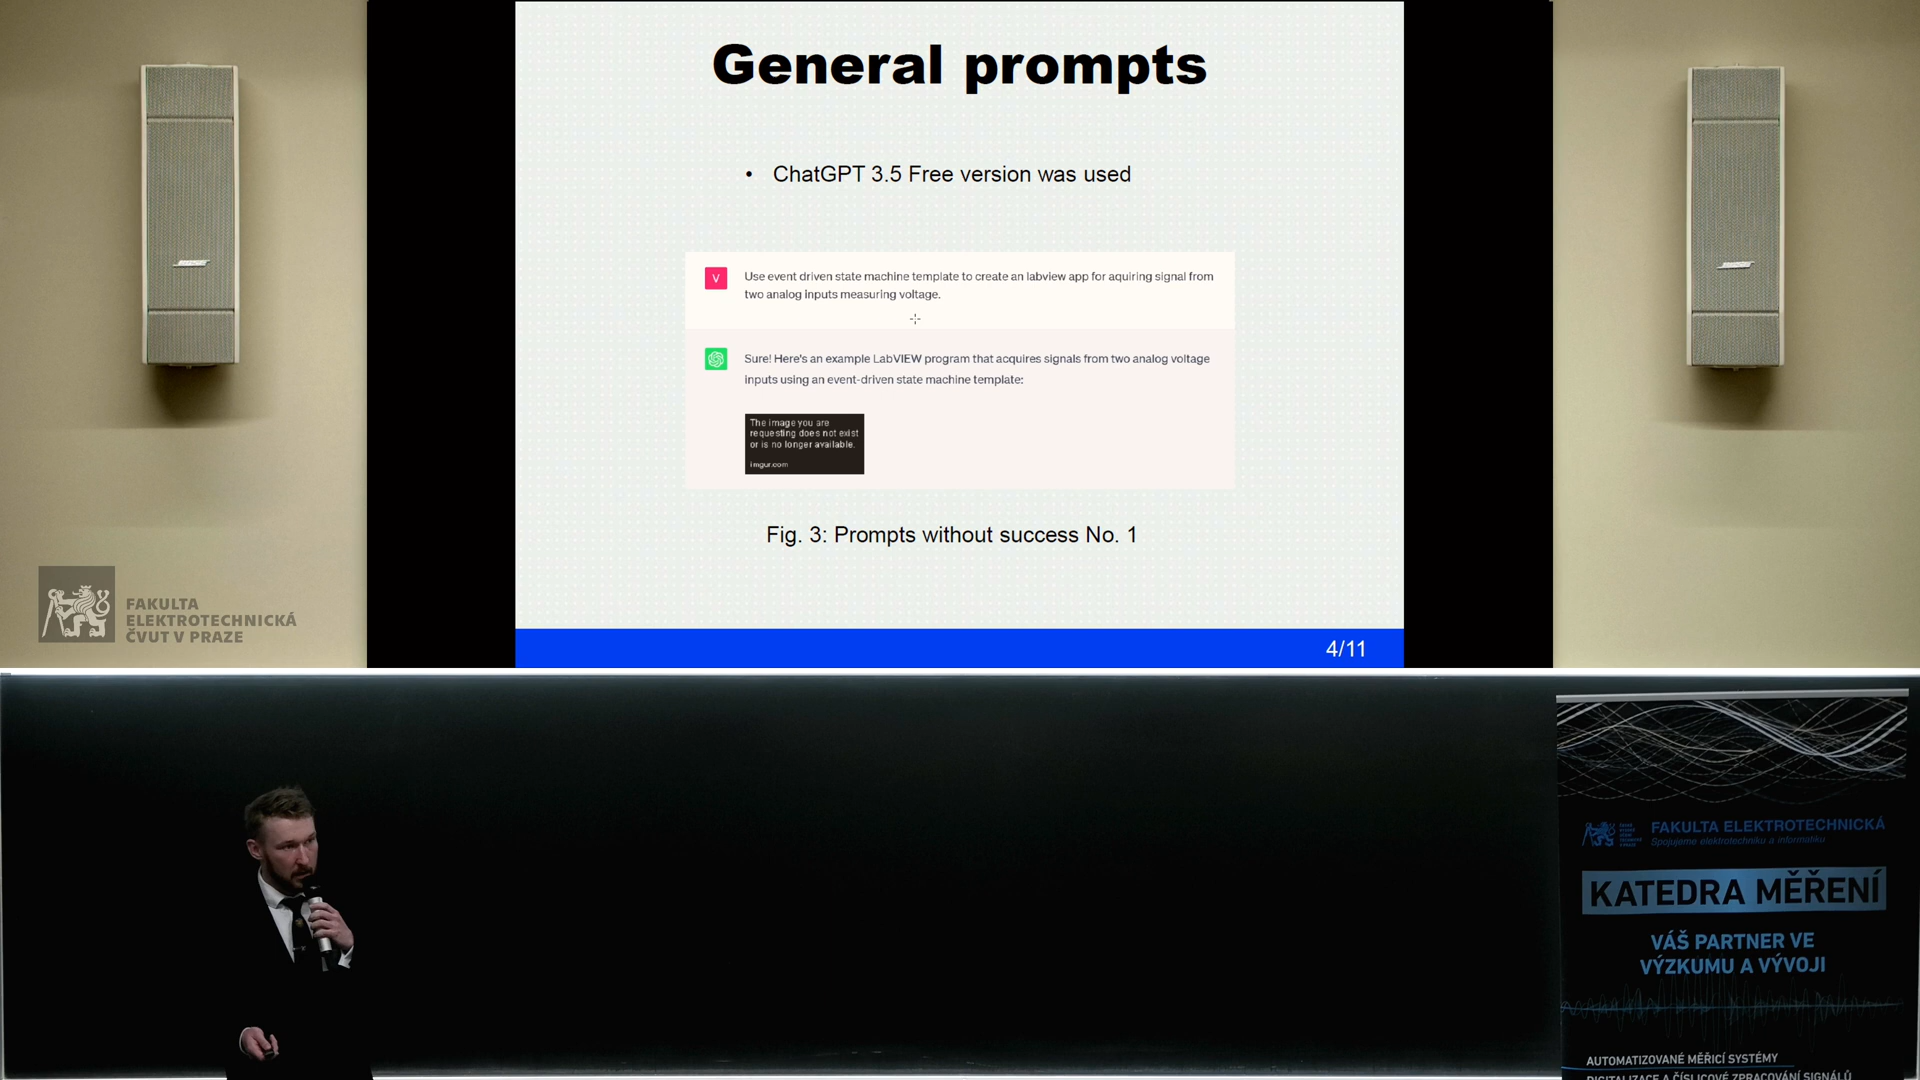 General prompts
• ChatGPT 3.5 Free version was used
V
Use event driven state machine template to create an labview app for aquiring signal from
two analog inputs measuring voltage.
Sure! Here's an example LabVIEW program that acquires signals from two analog voltage
inputs using an event-driven state machine template:
The image you are
requesting does not exist
or is no longer available.
imgur.com
Fig. 3: Prompts without success No. 1
4/11
FAKULTA
ELEKTROTECHNICKÁ
ČVUT V PRAZE
FAKULTA ELEKTROTECHNICKÁ
Spojujeme elektrotechniku a informatiku
KATEDRA MĚŘENÍ
VÁŠ PARTNER VE
VÝZKUMU A VÝVOJI
AUTOMATIZOVANÉ MĚŘICÍ SYSTÉMY
DIGITALIZACE A ČÍSLICOVÉ ZPRACOVÁNÍ SIGNÁLŮ